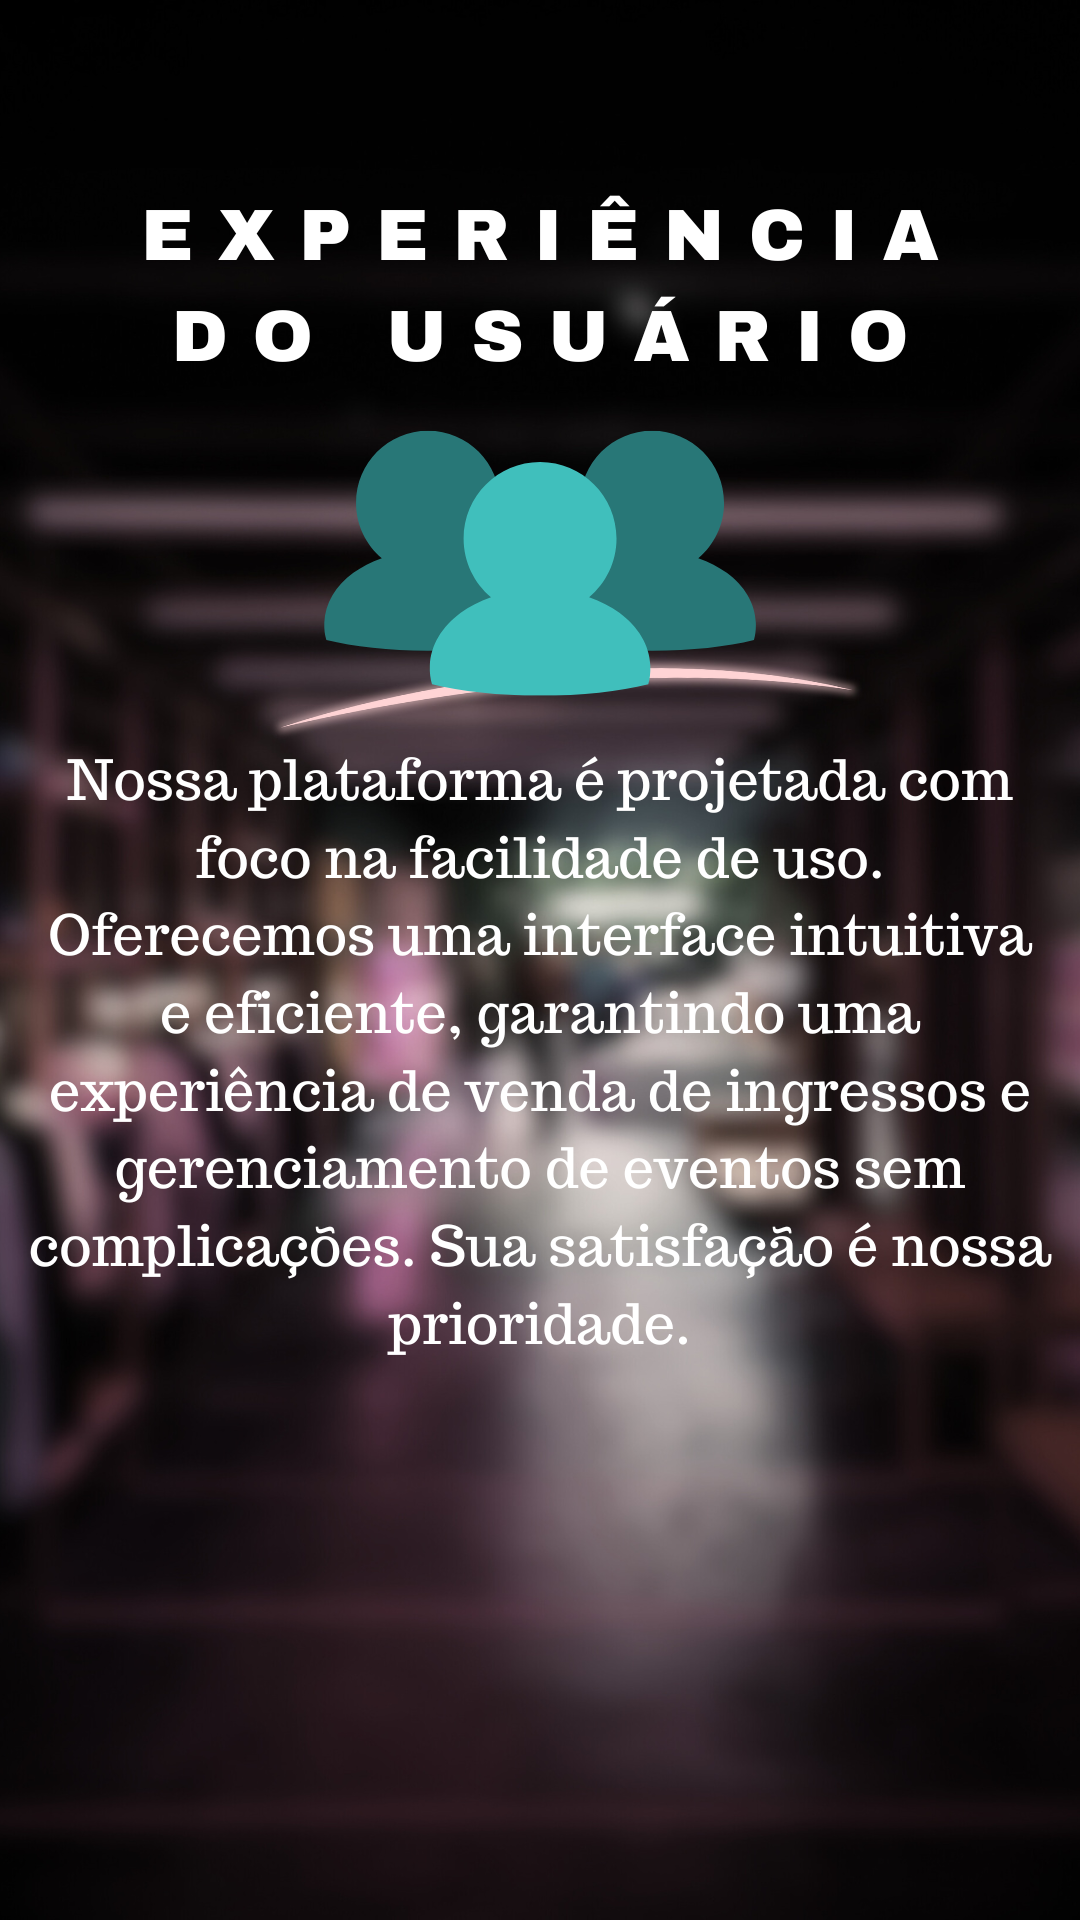 EXPERIÊNCIA
DO USUÁRIO
Nossa plataforma é projetada com
foco na facilidade de uso.
Oferecemos uma interface intuitiva
e eficiente, garantindo uma
experiência de venda de ingressos e
gerenciamento de eventos sem
complicações. Sua satisfação é nossa
prioridade.